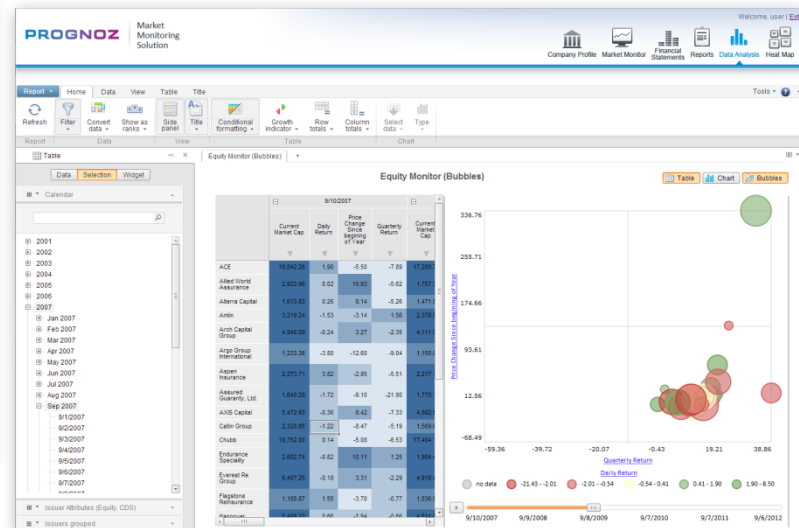 Welcome, user | Exit
PROGNOZ
Market
Monitoring
Solution
Company Profile Market Monitor Financial Statements Reports Data Analysis Heat Map
Report Home Data View Table Title Tools
Refresh Filter Convert data Show as ranks Side panel Title Conditional formatting Growth indicator Row totals Column totals Select data Type
Report Data View Table Chart
Table Equity Monitor (Bubbles) +
Data Selection Widget Equity Monitor (Bubbles) Table Chart Bubbles
Calendar
2001
2002
2003
2004
2005
2006
2007
Jan 2007
Feb 2007
Mar 2007
Apr 2007
May 2007
Jun 2007
Jul 2007
Aug 2007
Sep 2007
9/1/2007
9/2/2007
9/3/2007
9/4/2007
9/5/2007
9/6/2007
9/7/2007
Issuer Attributes (Equity, CDS)
Issuers grouped
9/10/2007
Current Market Cap Daily Return Price Change Since begining of Year Quarterly Return Current Market Cap
ACE 1.90 -5.50 -7.89
Allied World Assurance 2,923.98 0.02 10.93 -5.62
Alterra Capital 1,613.83 0.26 8.14 -5.26
Amlin 3,219.24 -1.53 -3.14 1.56
Arch Capital Group 4,948.09 -0.24 3.27 -2.35
Argo Group International 1,233.36 -3.80 -12.60 -9.04
Aspen Insurance 2,273.71 3.82 -2.85 -5.51
Assured Guaranty, Ltd. 1,640.28 -1.72 -9.10 -21.90
AXIS Capital 5,472.93 -0.36 8.42 -7.33
Catlin Group 2,328.85 -1.22 -8.47 -5.19
Chubb 19,752.00 0.14 -5.08 -6.53
Endurance Speciality 2,602.74 -0.82 10.11 1.25
Everest Re Group 6,407.25 -0.18 3.31 -2.29
Flagstone Reinsurance 1,108.87 1.55 -3.70 -0.77
Hannover
Price Change Since begining of Year
336.76
255.71
174.66
93.61
12.56
-68.49
-59.36 -39.72 -20.07 -0.43 19.21 38.86
Quarterly Return
Daily Return
no data -21.43 - -2.01 -2.01 - -0.54 -0.54 - 0.41 0.41 - 1.90 1.90 - 8.50
9/10/2007 9/9/2008 9/8/2009 9/7/2010 9/7/2011 9/6/2012